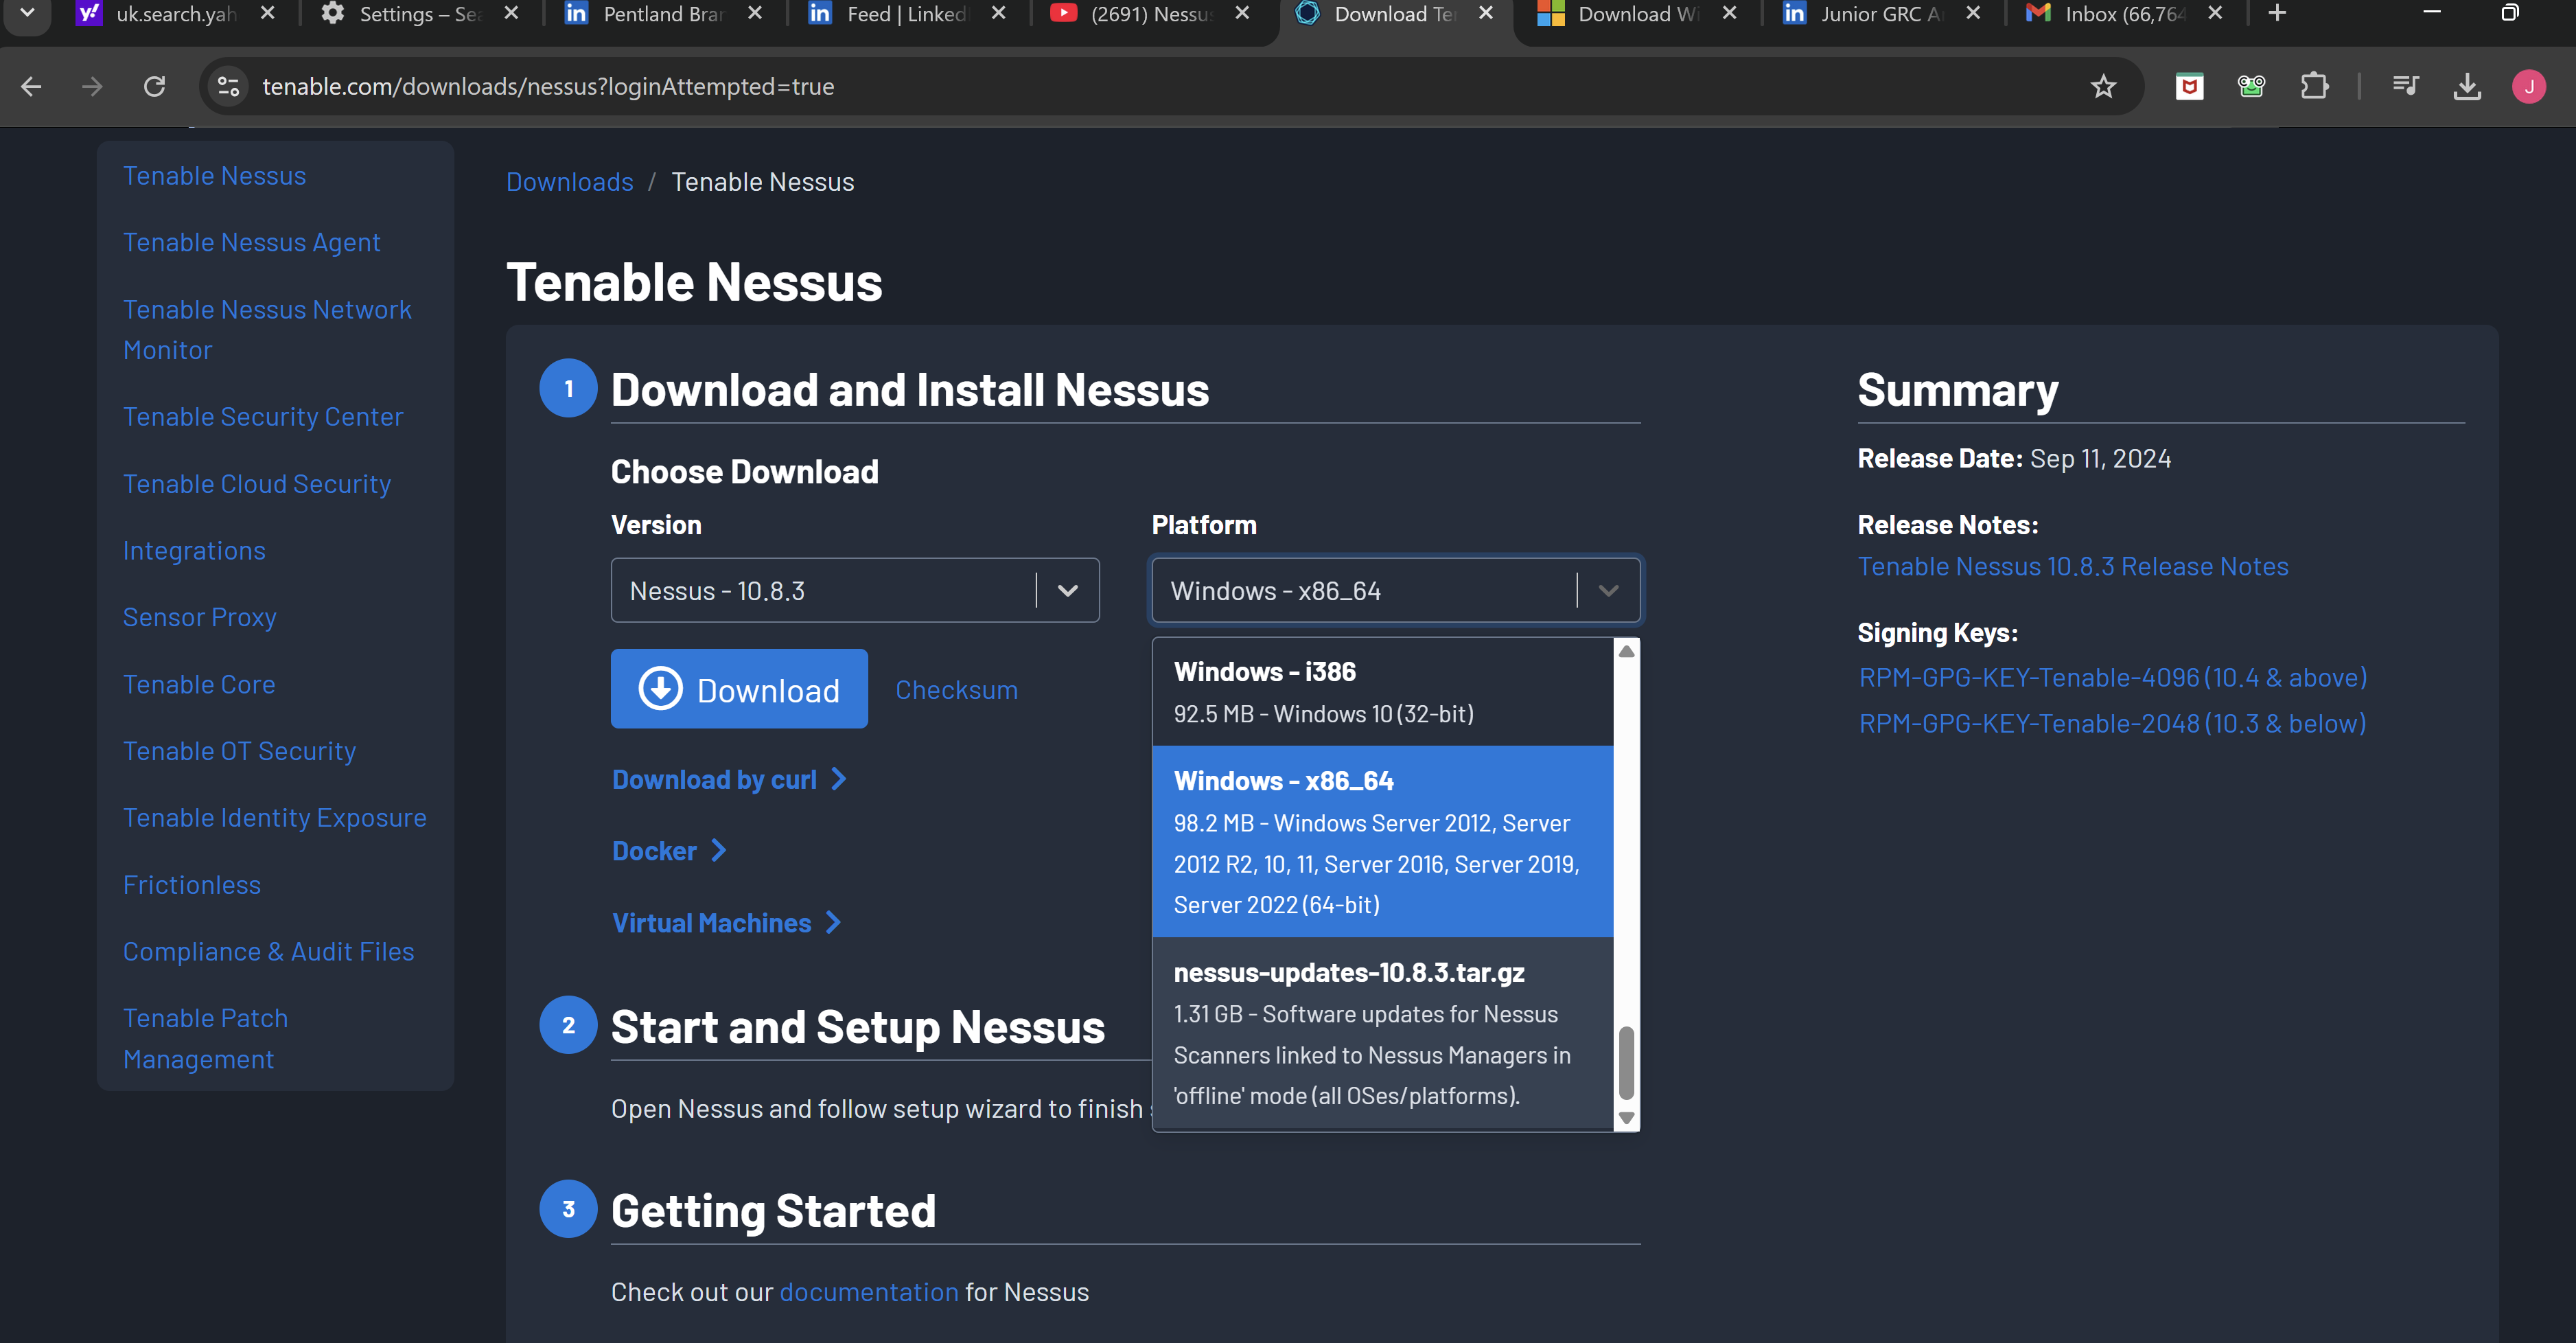 uk.search.yah
Settings – Sea
Pentland Bran
Feed | LinkedI
(2691) Nessus
Download Ten
Download Wi
Junior GRC A
Inbox (66,764
tenable.com/downloads/nessus?loginAttempted=true
J
Tenable Nessus
Tenable Nessus Agent
Tenable Nessus Network
Monitor
Tenable Security Center
Tenable Cloud Security
Integrations
Sensor Proxy
Tenable Core
Tenable OT Security
Tenable Identity Exposure
Frictionless
Compliance & Audit Files
Tenable Patch
Management
Downloads / Tenable Nessus
Tenable Nessus
1 Download and Install Nessus
Choose Download
Version
Nessus - 10.8.3
Platform
Windows - x86_64
Windows - i386
92.5 MB - Windows 10 (32-bit)
Windows - x86_64
98.2 MB - Windows Server 2012, Server
2012 R2, 10, 11, Server 2016, Server 2019,
Server 2022 (64-bit)
nessus-updates-10.8.3.tar.gz
1.31 GB - Software updates for Nessus
Scanners linked to Nessus Managers in
'offline' mode (all OSes/platforms).
Download
Checksum
Download by curl
Docker
Virtual Machines
2 Start and Setup Nessus
Open Nessus and follow setup wizard to finish
3 Getting Started
Check out our documentation for Nessus
Summary
Release Date: Sep 11, 2024
Release Notes:
Tenable Nessus 10.8.3 Release Notes
Signing Keys:
RPM-GPG-KEY-Tenable-4096 (10.4 & above)
RPM-GPG-KEY-Tenable-2048 (10.3 & below)